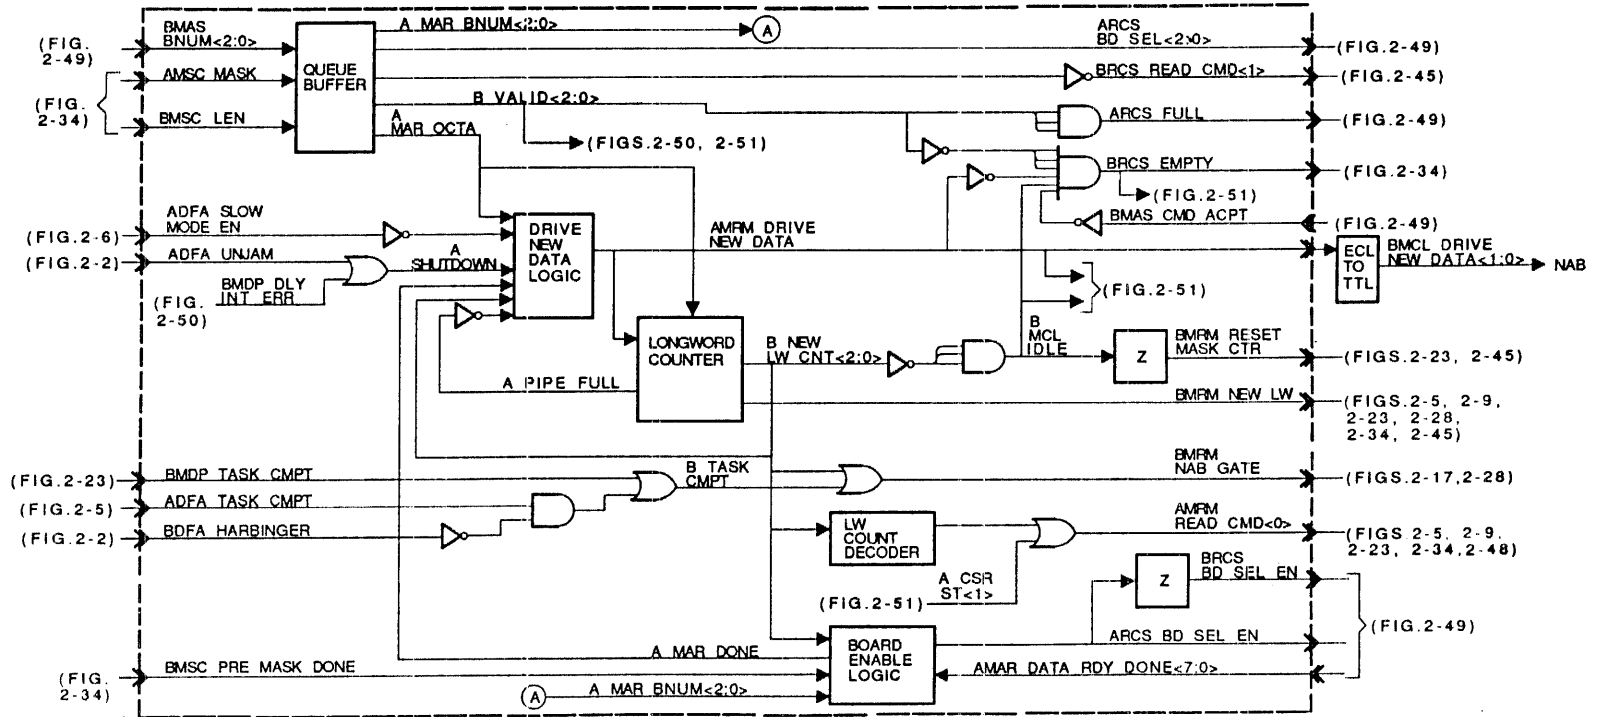 A MAR BNUM<2:0>
A
BMAS
BNUM<2:0>
(FIG.
2-49)
AMSC MASK
(FIG.
2-34)
BMSC LEN
QUEUE
BUFFER
B VALID<2:0>
A
MAR OCTA
(FIGS.2-50, 2-51)
ARCS
BD SEL<2:0>
(FIG.2-49)
BRCS READ CMD<1>
(FIG.2-45)
ARCS FULL
(FIG.2-49)
BRCS EMPTY
(FIG.2-34)
(FIG.2-51)
BMAS CMD ACPT
(FIG.2-49)
ADFA SLOW
MODE EN
(FIG.2-6)
ADFA UNJAM
(FIG.2-2)
BMDP DLY
INT ERR
(FIG.
2-50)
A
SHUTDOWN
DRIVE
NEW
DATA
LOGIC
AMRM DRIVE
NEW DATA
ECL
TO
TTL
BMCL DRIVE
NEW DATA<1:0>
NAB
(FIG.2-51)
LONGWORD
COUNTER
A PIPE FULL
B NEW
LW CNT<2:0>
B
MCL
IDLE
Z
BMRM RESET
MASK CTR
(FIGS.2-23, 2-45)
BMRM NEW LW
(FIGS.2-5, 2-9,
2-23, 2-28,
2-34, 2-45)
(FIG.2-23)
BMDP TASK CMPT
(FIG.2-5)
ADFA TASK CMPT
(FIG.2-2)
BDFA HARBINGER
B TASK
CMPT
BMRM
NAB GATE
(FIGS.2-17,2-28)
LW
COUNT
DECODER
AMRM
READ CMD<0>
(FIGS.2-5, 2-9,
2-23, 2-34,2-48)
A CSR
ST<1>
(FIG.2-51)
Z
BRCS
BD SEL EN
(FIG.2-49)
ARCS BD SEL EN
BOARD
ENABLE
LOGIC
A MAR DONE
AMAR DATA RDY DONE<7:0>
BMSC PRE MASK DONE
(FIG.
2-34)
A
A MAR BNUM<2:0>